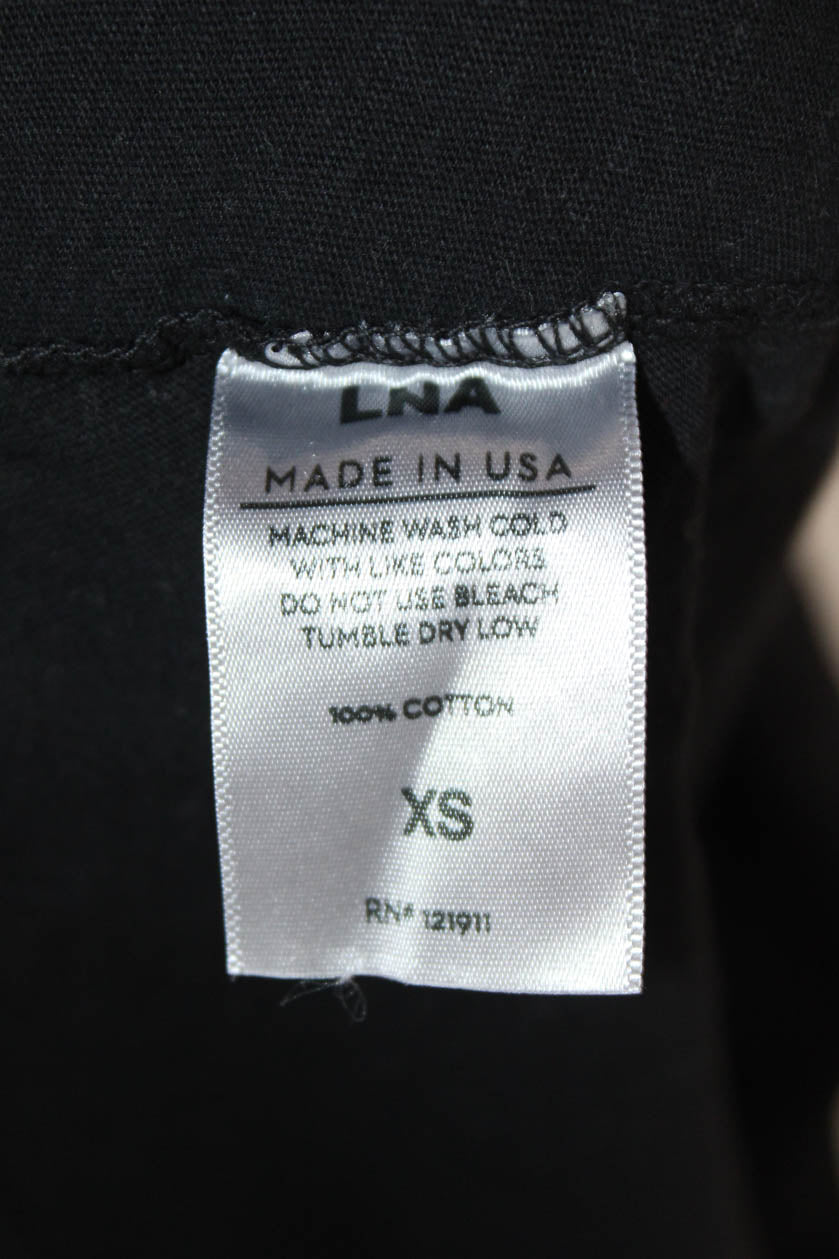 LNA
MADE IN USA
MACHINE WASH COLD
WITH LIKE COLORS
DO NOT USE BLEACH
TUMBLE DRY LOW
100% COTTON
XS
RN# 121911